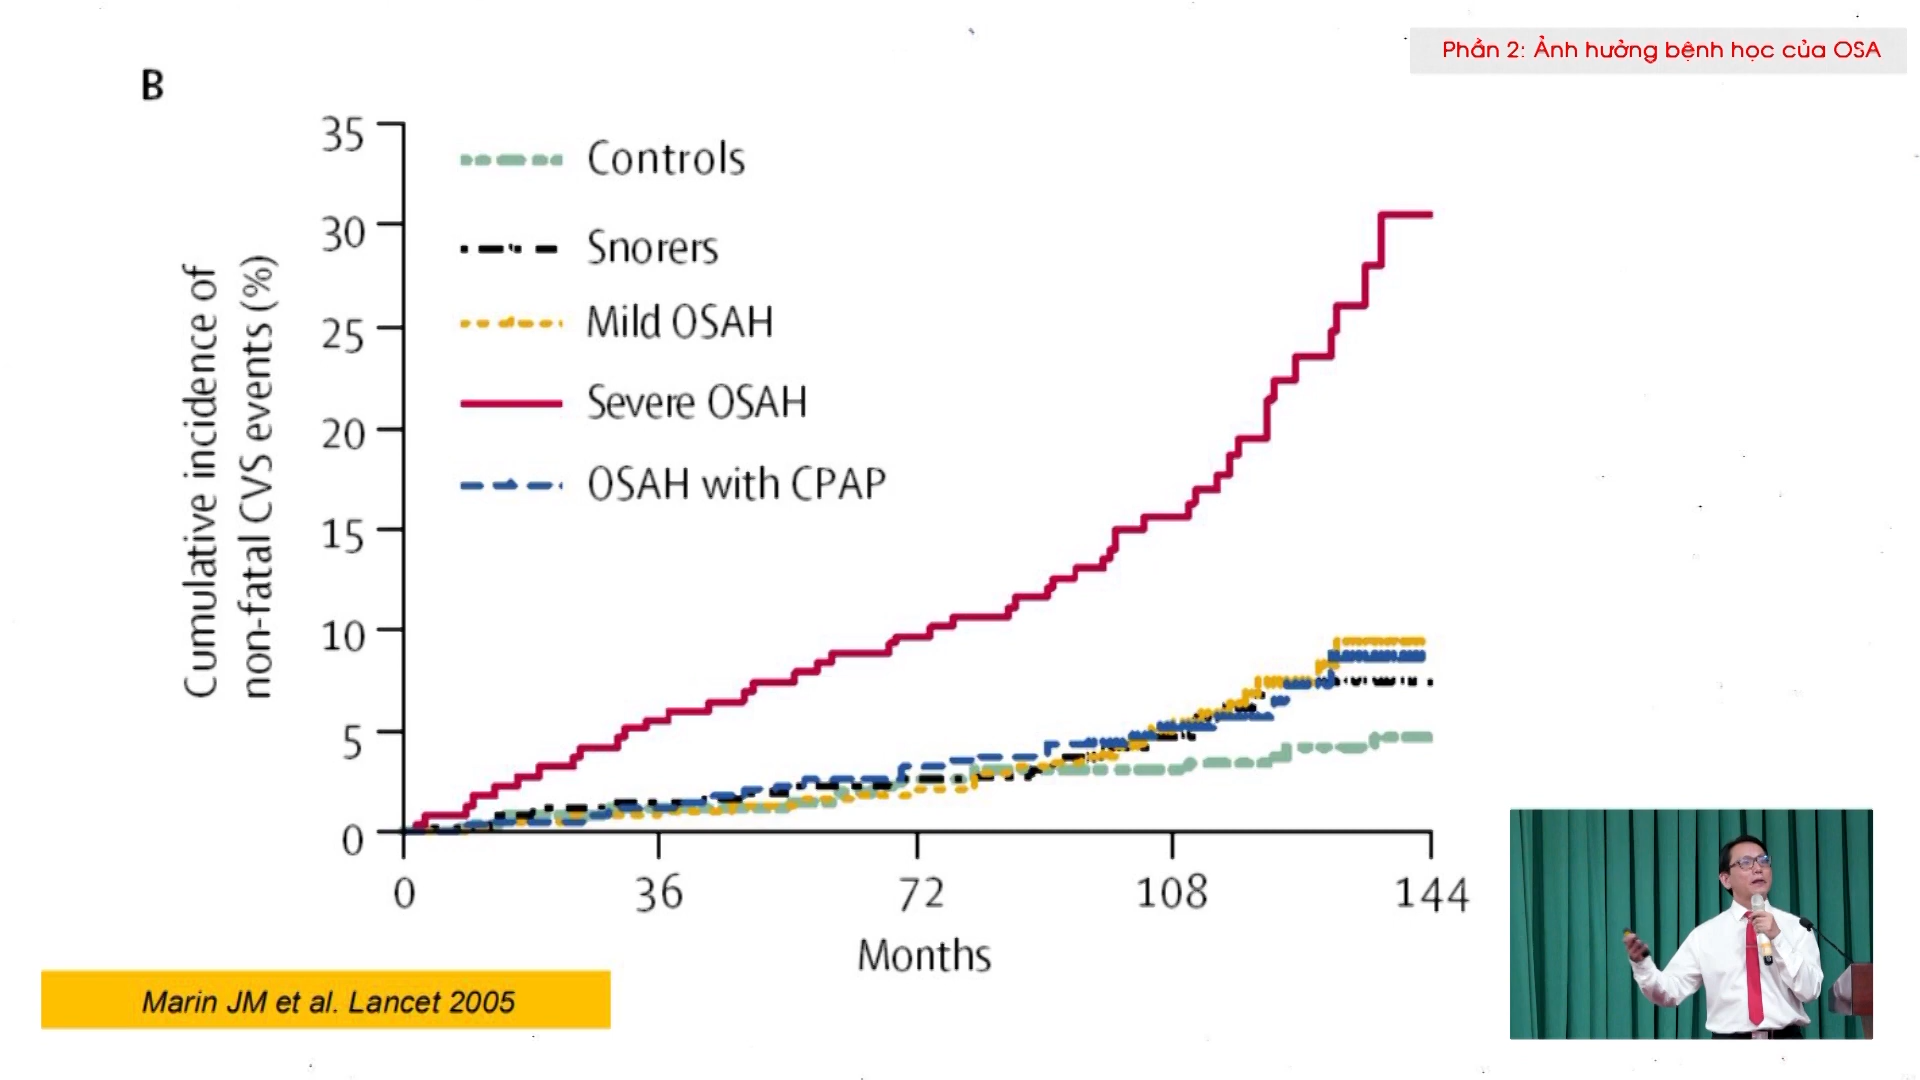 Phần 2: Ảnh hưởng bệnh học của OSA
B
Cumulative incidence of
non-fatal CVS events (%)
35
30
25
20
15
10
5
0
Controls
Snorers
Mild OSAH
Severe OSAH
OSAH with CPAP
0 36 72 108 144
Months
Marin JM et al. Lancet 2005